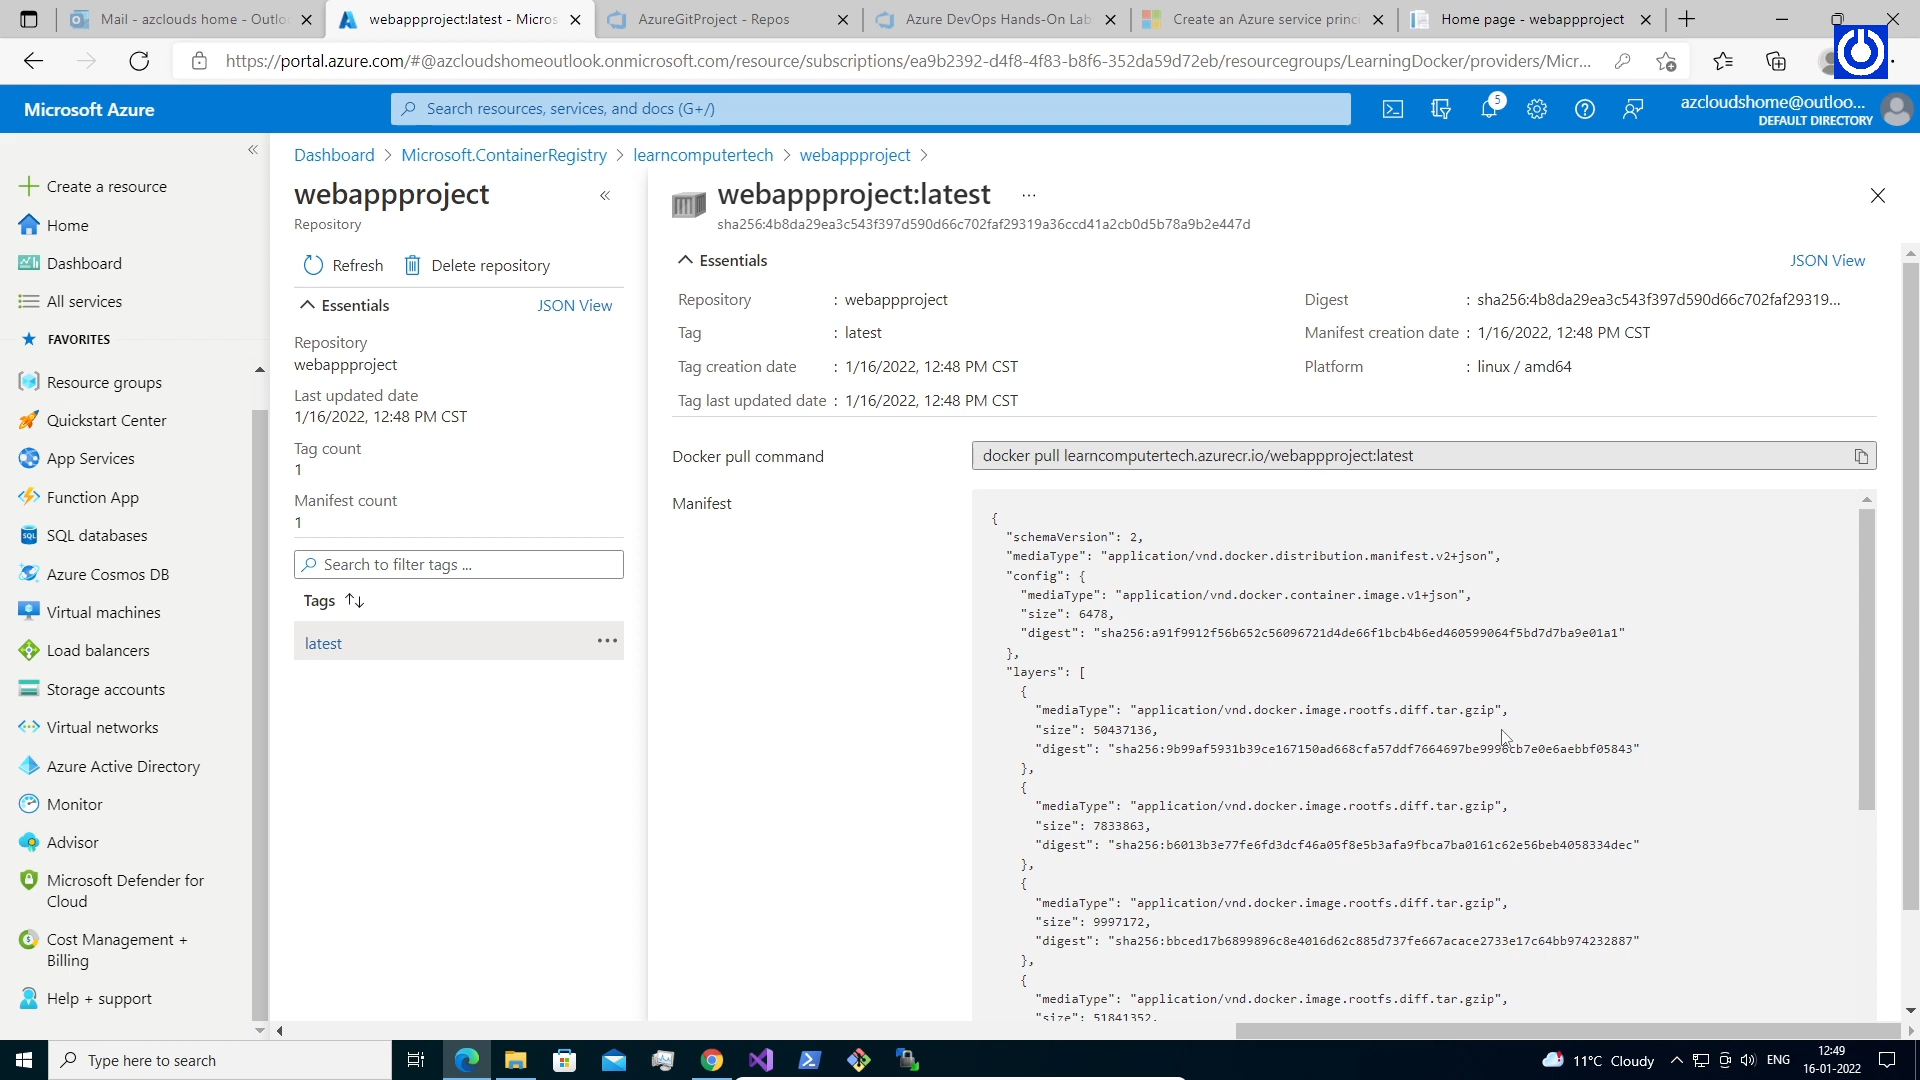 Mail - azclouds home - Outlo
webappproject:latest - Micros
AzureGitProject - Repos
Azure DevOps Hands-On Lab
Create an Azure service princi
Home page - webappproject
https://portal.azure.com/#@azcloudshomeoutlook.onmicrosoft.com/resource/subscriptions/ea9b2392-d4f8-4f83-b8f6-352da59d72eb/resourcegroups/LearningDocker/providers/Micr...
Microsoft Azure
Search resources, services, and docs (G+/)
5
azcloudshome@outloo...
DEFAULT DIRECTORY
Create a resource
Home
Dashboard
All services
FAVORITES
Resource groups
Quickstart Center
App Services
Function App
SQL databases
Azure Cosmos DB
Virtual machines
Load balancers
Storage accounts
Virtual networks
Azure Active Directory
Monitor
Advisor
Microsoft Defender for
Cloud
Cost Management +
Billing
Help + support
Dashboard > Microsoft.ContainerRegistry > learncomputertech > webappproject >
webappproject
Repository
Refresh
Delete repository
Essentials
JSON View
Repository
webappproject
Last updated date
1/16/2022, 12:48 PM CST
Tag count
1
Manifest count
1
Search to filter tags ...
Tags
latest
webappproject:latest
sha256:4b8da29ea3c543f397d590d66c702faf29319a36ccd41a2cb0d5b78a9b2e447d
Essentials
JSON View
Repository : webappproject
Tag : latest
Tag creation date : 1/16/2022, 12:48 PM CST
Tag last updated date : 1/16/2022, 12:48 PM CST
Digest : sha256:4b8da29ea3c543f397d590d66c702faf29319...
Manifest creation date : 1/16/2022, 12:48 PM CST
Platform : linux / amd64
Docker pull command
docker pull learncomputertech.azurecr.io/webappproject:latest
Manifest
{
"schemaVersion": 2,
"mediaType": "application/vnd.docker.distribution.manifest.v2+json",
"config": {
"mediaType": "application/vnd.docker.container.image.v1+json",
"size": 6478,
"digest": "sha256:a91f9912f56b652c56096721d4de66f1bcb4b6ed460599064f5bd7d7ba9e01a1"
},
"layers": [
{
"mediaType": "application/vnd.docker.image.rootfs.diff.tar.gzip",
"size": 50437136,
"digest": "sha256:9b99af5931b39ce167150ad668cfa57ddf7664697be9996cb7e0e6aebbf05843"
},
{
"mediaType": "application/vnd.docker.image.rootfs.diff.tar.gzip",
"size": 7833863,
"digest": "sha256:b6013b3e77fe6fd3dcf46a05f8e5b3afa9fbca7ba0161c62e56beb4058334dec"
},
{
"mediaType": "application/vnd.docker.image.rootfs.diff.tar.gzip",
"size": 9997172,
"digest": "sha256:bbced17b6899896c8e4016d62c885d737fe667acace2733e17c64bb974232887"
},
{
"mediaType": "application/vnd.docker.image.rootfs.diff.tar.gzip",
"size": 51841352,
Type here to search
11°C Cloudy
ENG
12:49
16-01-2022